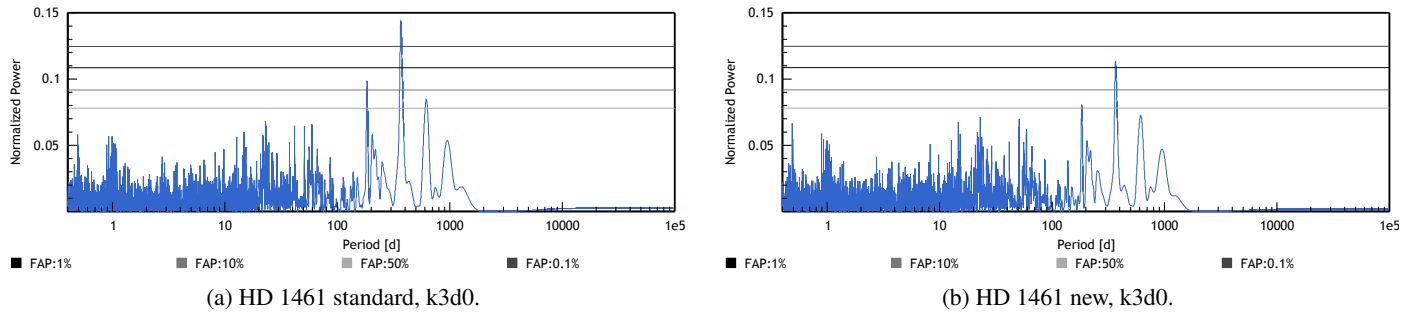 0.15
0.1
0.05
Normalized Power
1 10 100 1000 10000 1e5
Period [d]
FAP:1% FAP:10% FAP:50% FAP:0.1%
(a) HD 1461 standard, k3d0.
0.15
0.1
0.05
Normalized Power
1 10 100 1000 10000 1e5
Period [d]
FAP:1% FAP:10% FAP:50% FAP:0.1%
(b) HD 1461 new, k3d0.